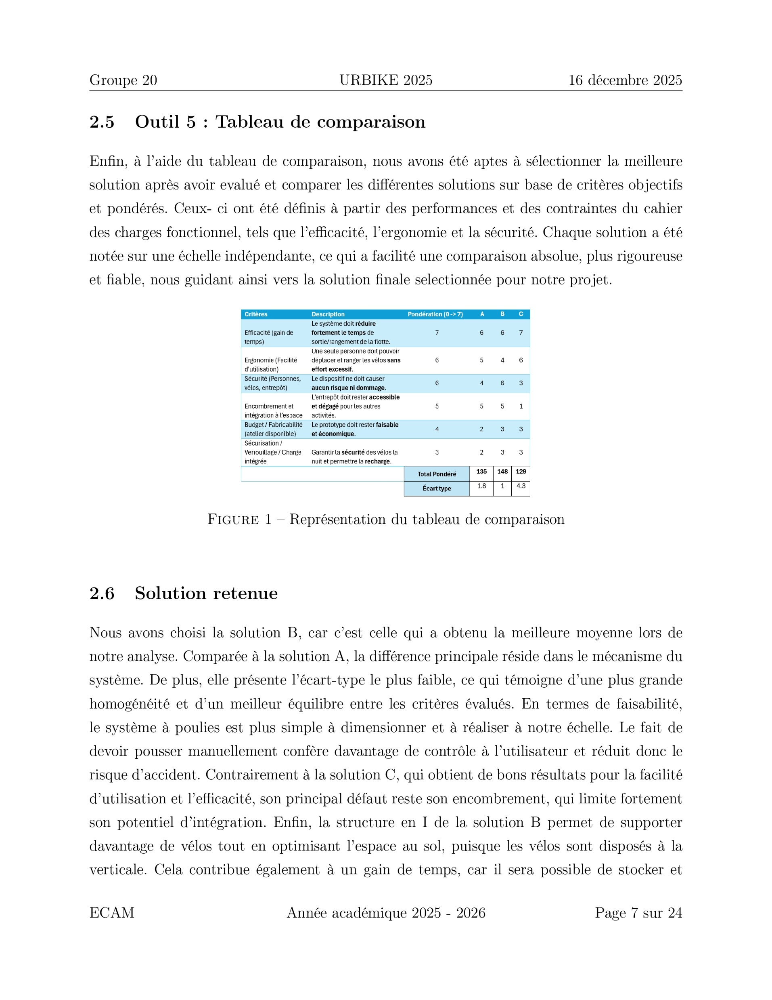 Groupe 20 URBIKE 2025 16 décembre 2025
2.5 Outil 5 : Tableau de comparaison
Enfin, à l'aide du tableau de comparaison, nous avons été aptes à sélectionner la meilleure
solution après avoir evalué et comparer les différentes solutions sur base de critères objectifs
et pondérés. Ceux- ci ont été définis à partir des performances et des contraintes du cahier
des charges fonctionnel, tels que l'efficacité, l'ergonomie et la sécurité. Chaque solution a été
notée sur une échelle indépendante, ce qui a facilité une comparaison absolue, plus rigoureuse
et fiable, nous guidant ainsi vers la solution finale selectionnée pour notre projet.
Critères Description Pondération (0 -> 7) A B C
Le système doit réduire
Efficacité (gain de fortement le temps de 7 6 6 7
temps) sortie/rangement de la flotte.
Une seule personne doit pouvoir
Ergonomie (Facilité déplacer et ranger les vélos sans 6 5 4 6
d'utilisation) effort excessif.
Sécurité (Personnes, Le dispositif ne doit causer 6 4 6 3
vélos, entrepôt) aucun risque ni dommage.
L'entrepôt doit rester accessible
Encombrement et et dégagé pour les autres 5 5 5 1
intégration à l'espace activités.
Budget / Fabricabilité Le prototype doit rester faisable 4 2 3 3
(atelier disponible) et économique.
Sécurisation /
Verrouillage / Charge Garantir la sécurité des vélos la 3 2 3 3
intégrée nuit et permettre la recharge.
Total Pondéré 135 148 129
Écart type 1.8 1 4.3
FIGURE 1 – Représentation du tableau de comparaison
2.6 Solution retenue
Nous avons choisi la solution B, car c'est celle qui a obtenu la meilleure moyenne lors de
notre analyse. Comparée à la solution A, la différence principale réside dans le mécanisme du
système. De plus, elle présente l'écart-type le plus faible, ce qui témoigne d'une plus grande
homogénéité et d'un meilleur équilibre entre les critères évalués. En termes de faisabilité,
le système à poulies est plus simple à dimensionner et à réaliser à notre échelle. Le fait de
devoir pousser manuellement confère davantage de contrôle à l'utilisateur et réduit donc le
risque d'accident. Contrairement à la solution C, qui obtient de bons résultats pour la facilité
d'utilisation et l'efficacité, son principal défaut reste son encombrement, qui limite fortement
son potentiel d'intégration. Enfin, la structure en I de la solution B permet de supporter
davantage de vélos tout en optimisant l'espace au sol, puisque les vélos sont disposés à la
verticale. Cela contribue également à un gain de temps, car il sera possible de stocker et
ECAM Année académique 2025 - 2026 Page 7 sur 24